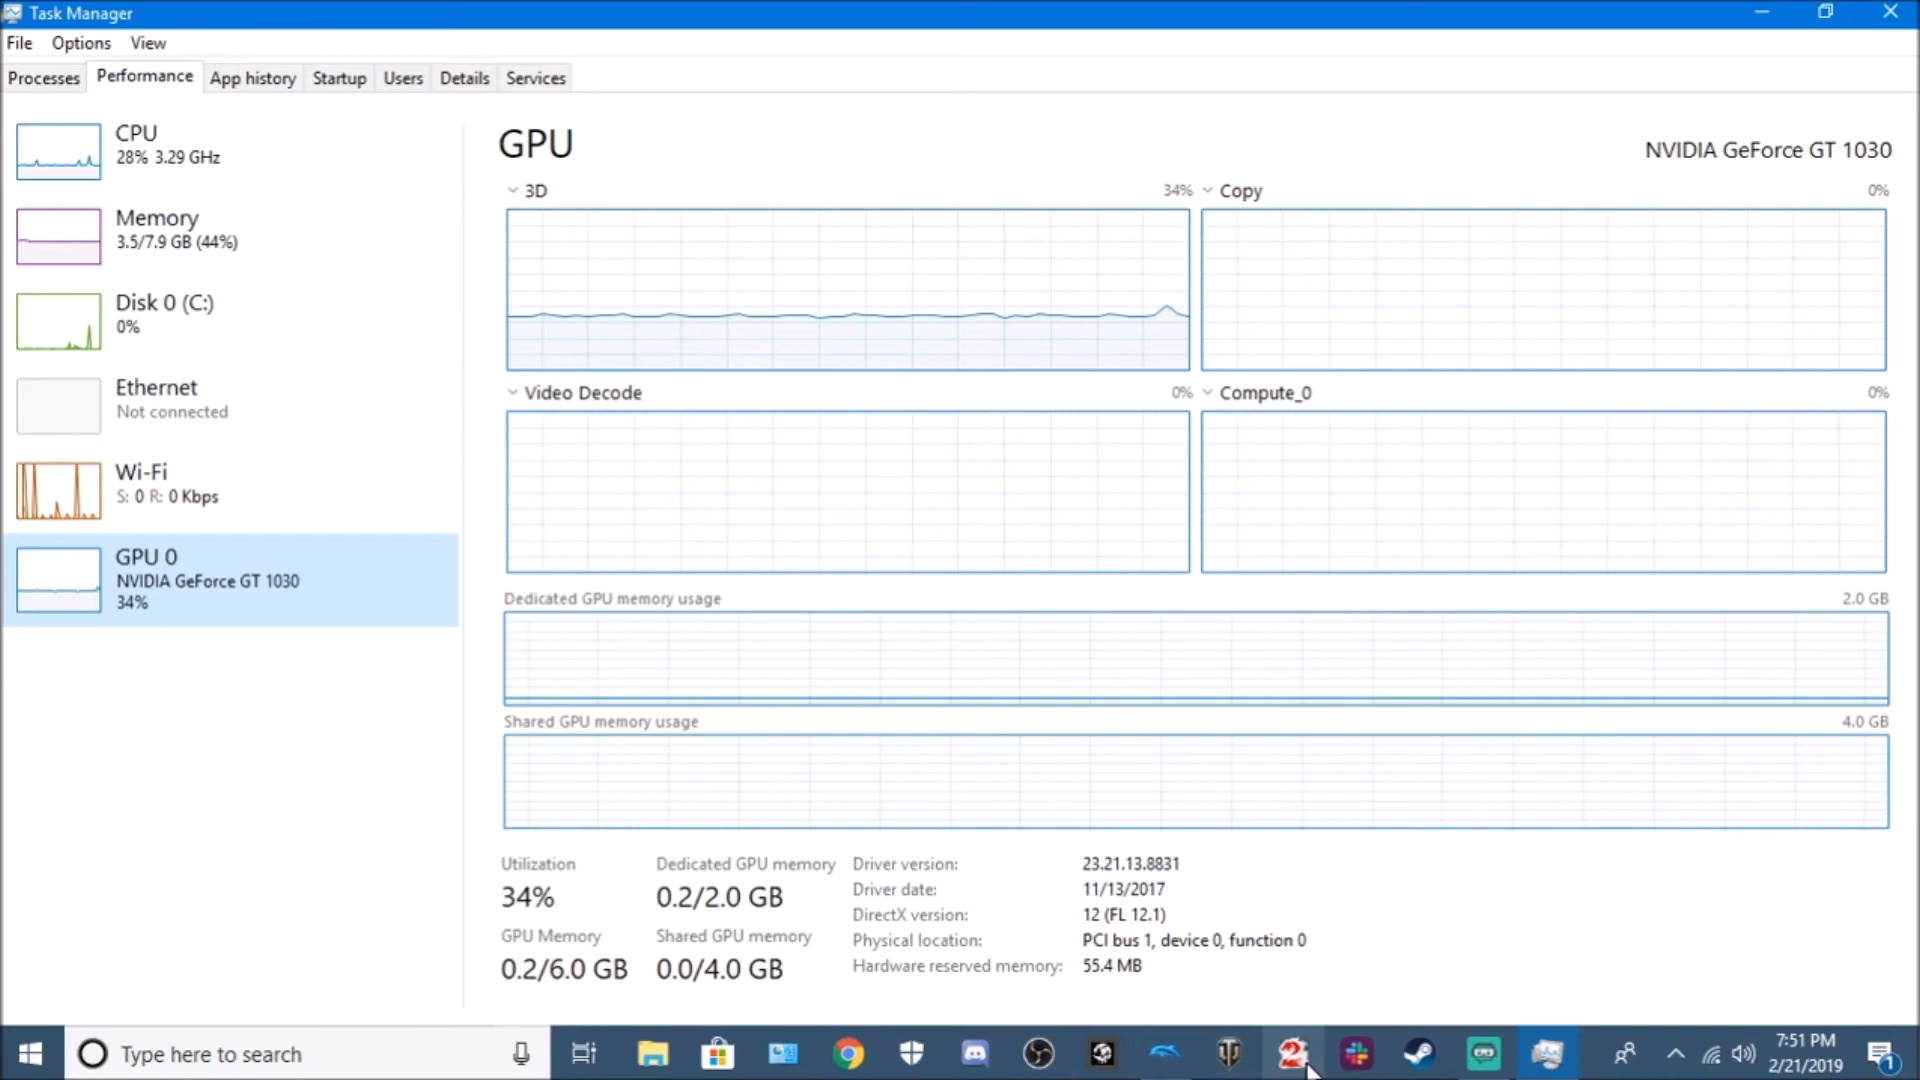 Task Manager
File Options View
Processes Performance App history Startup Users Details Services
CPU
28% 3.29 GHz
Memory
3.5/7.9 GB (44%)
Disk 0 (C:)
0%
Ethernet
Not connected
Wi-Fi
S: 0 R: 0 Kbps
GPU 0
NVIDIA GeForce GT 1030
34%
GPU
NVIDIA GeForce GT 1030
3D 34%
Copy 0%
Video Decode 0%
Compute_0 0%
Dedicated GPU memory usage 2.0 GB
Shared GPU memory usage 4.0 GB
Utilization
34%
Dedicated GPU memory
0.2/2.0 GB
GPU Memory
0.2/6.0 GB
Shared GPU memory
0.0/4.0 GB
Driver version: 23.21.13.8831
Driver date: 11/13/2017
DirectX version: 12 (FL 12.1)
Physical location: PCI bus 1, device 0, function 0
Hardware reserved memory: 55.4 MB
Type here to search
2
7:51 PM
2/21/2019
1